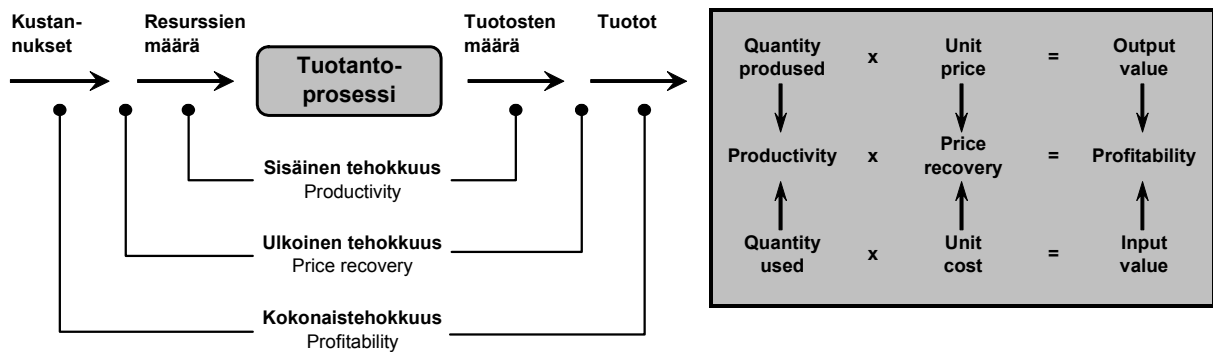 Kustan-
nukset
Resurssien
määrä
Tuotanto-
prosessi
Tuotosten
määrä
Tuotot
Sisäinen tehokkuus
Productivity
Ulkoinen tehokkuus
Price recovery
Kokonaistehokkuus
Profitability
Quantity
prodused
x
Unit
price
=
Output
value
Productivity
x
Price
recovery
=
Profitability
Quantity
used
x
Unit
cost
=
Input
value